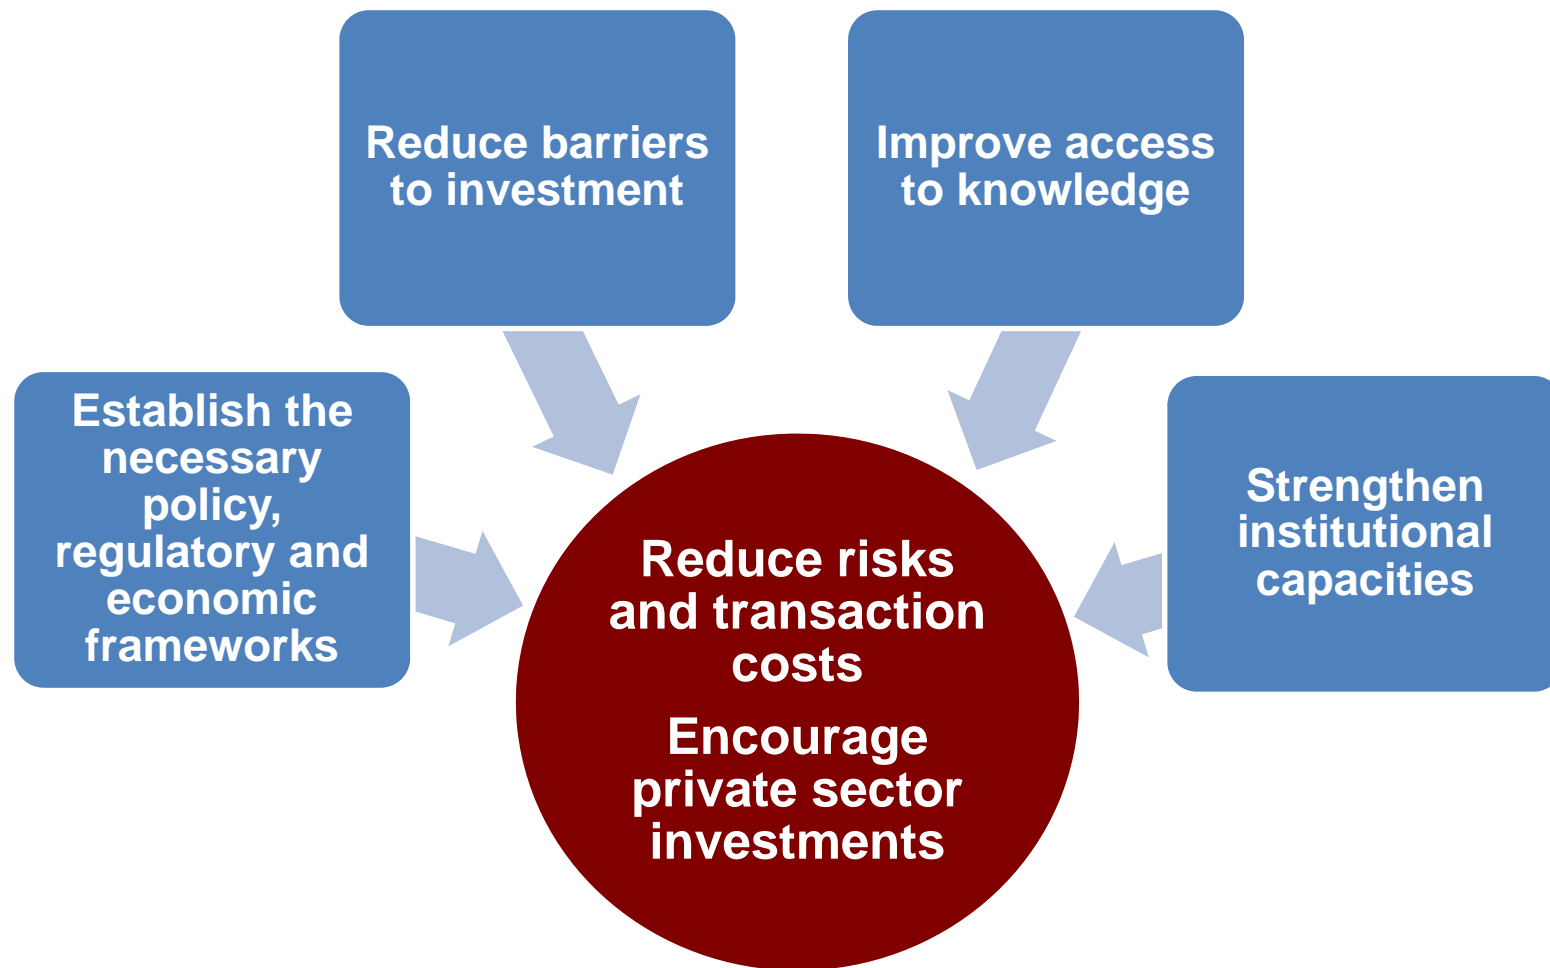 Reduce barriers
to investment
Improve access
to knowledge
Establish the
necessary
policy,
regulatory and
economic
frameworks
Strengthen
institutional
capacities
Reduce risks
and transaction
costs
Encourage
private sector
investments